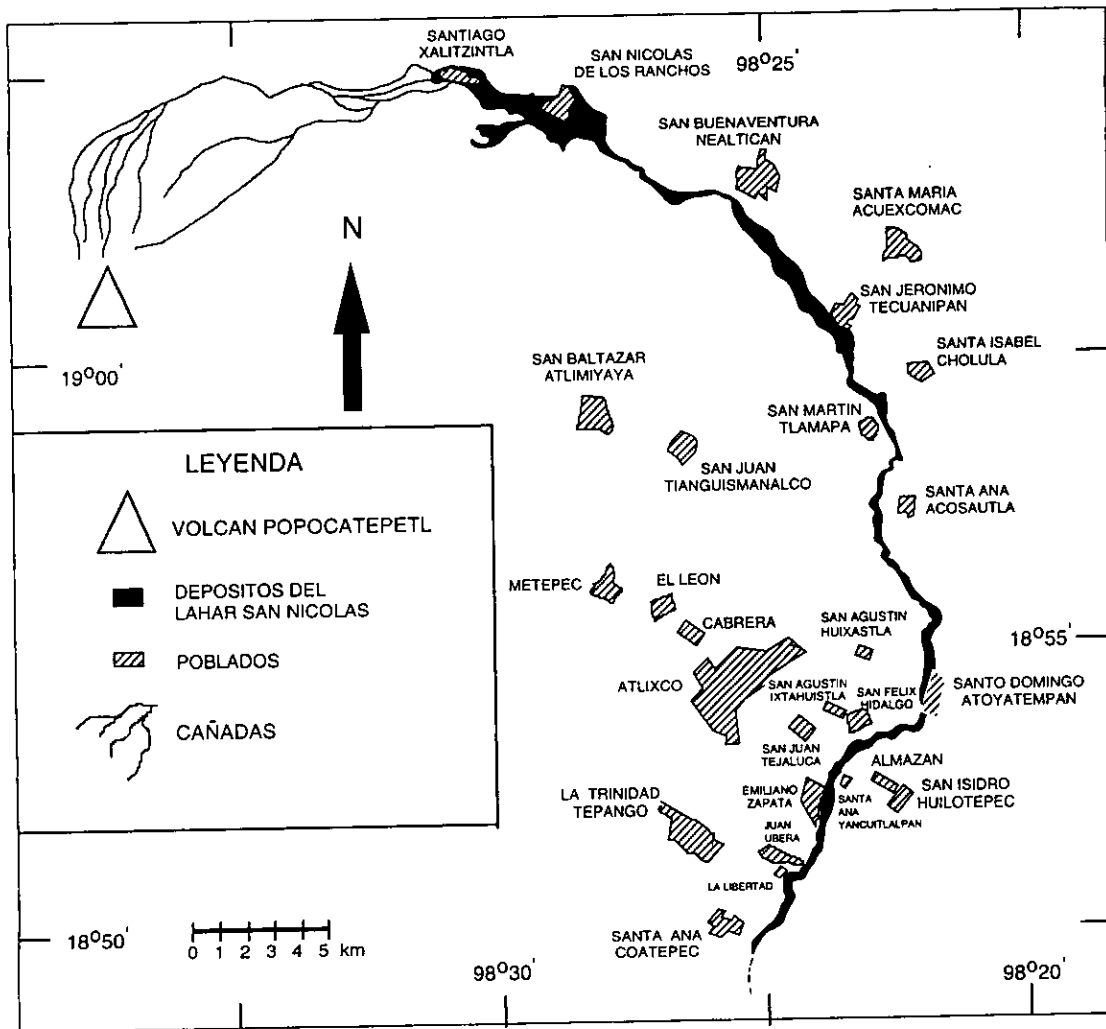 SANTIAGO
XALITZINTLA
SAN NICOLAS
DE LOS RANCHOS
98°25'
SAN BUENAVENTURA
NEALTICAN
SANTA MARIA
ACUEXCOMAC
N
SAN JERONIMO
TECUANIPAN
SANTA ISABEL
CHOLULA
19°00'
SAN BALTAZAR
ATLIMIYAYA
SAN MARTIN
TLAMAPA
SAN JUAN
TIANGUISMANALCO
SANTA ANA
ACOSAUTLA
LEYENDA
VOLCAN POPOCATEPETL
DEPOSITOS DEL
LAHAR SAN NICOLAS
POBLADOS
CAÑADAS
METEPEC
EL LEON
CABRERA
SAN AGUSTIN
HUIXASTLA
18°55'
ATLIXCO
SAN AGUSTIN
IXTAHUISTLA
SAN FELIX
HIDALGO
SANTO DOMINGO
ATOYATEMPAN
SAN JUAN
TEJALUCA
ALMAZAN
SAN ISIDRO
HUILOTEPEC
LA TRINIDAD
TEPANGO
EMILIANO
ZAPATA
SANTA
ANA
YANCUITLALPAN
JUAN
UBERA
LA LIBERTAD
SANTA ANA
COATEPEC
18°50'
0 1 2 3 4 5 km
98°30'
98°20'